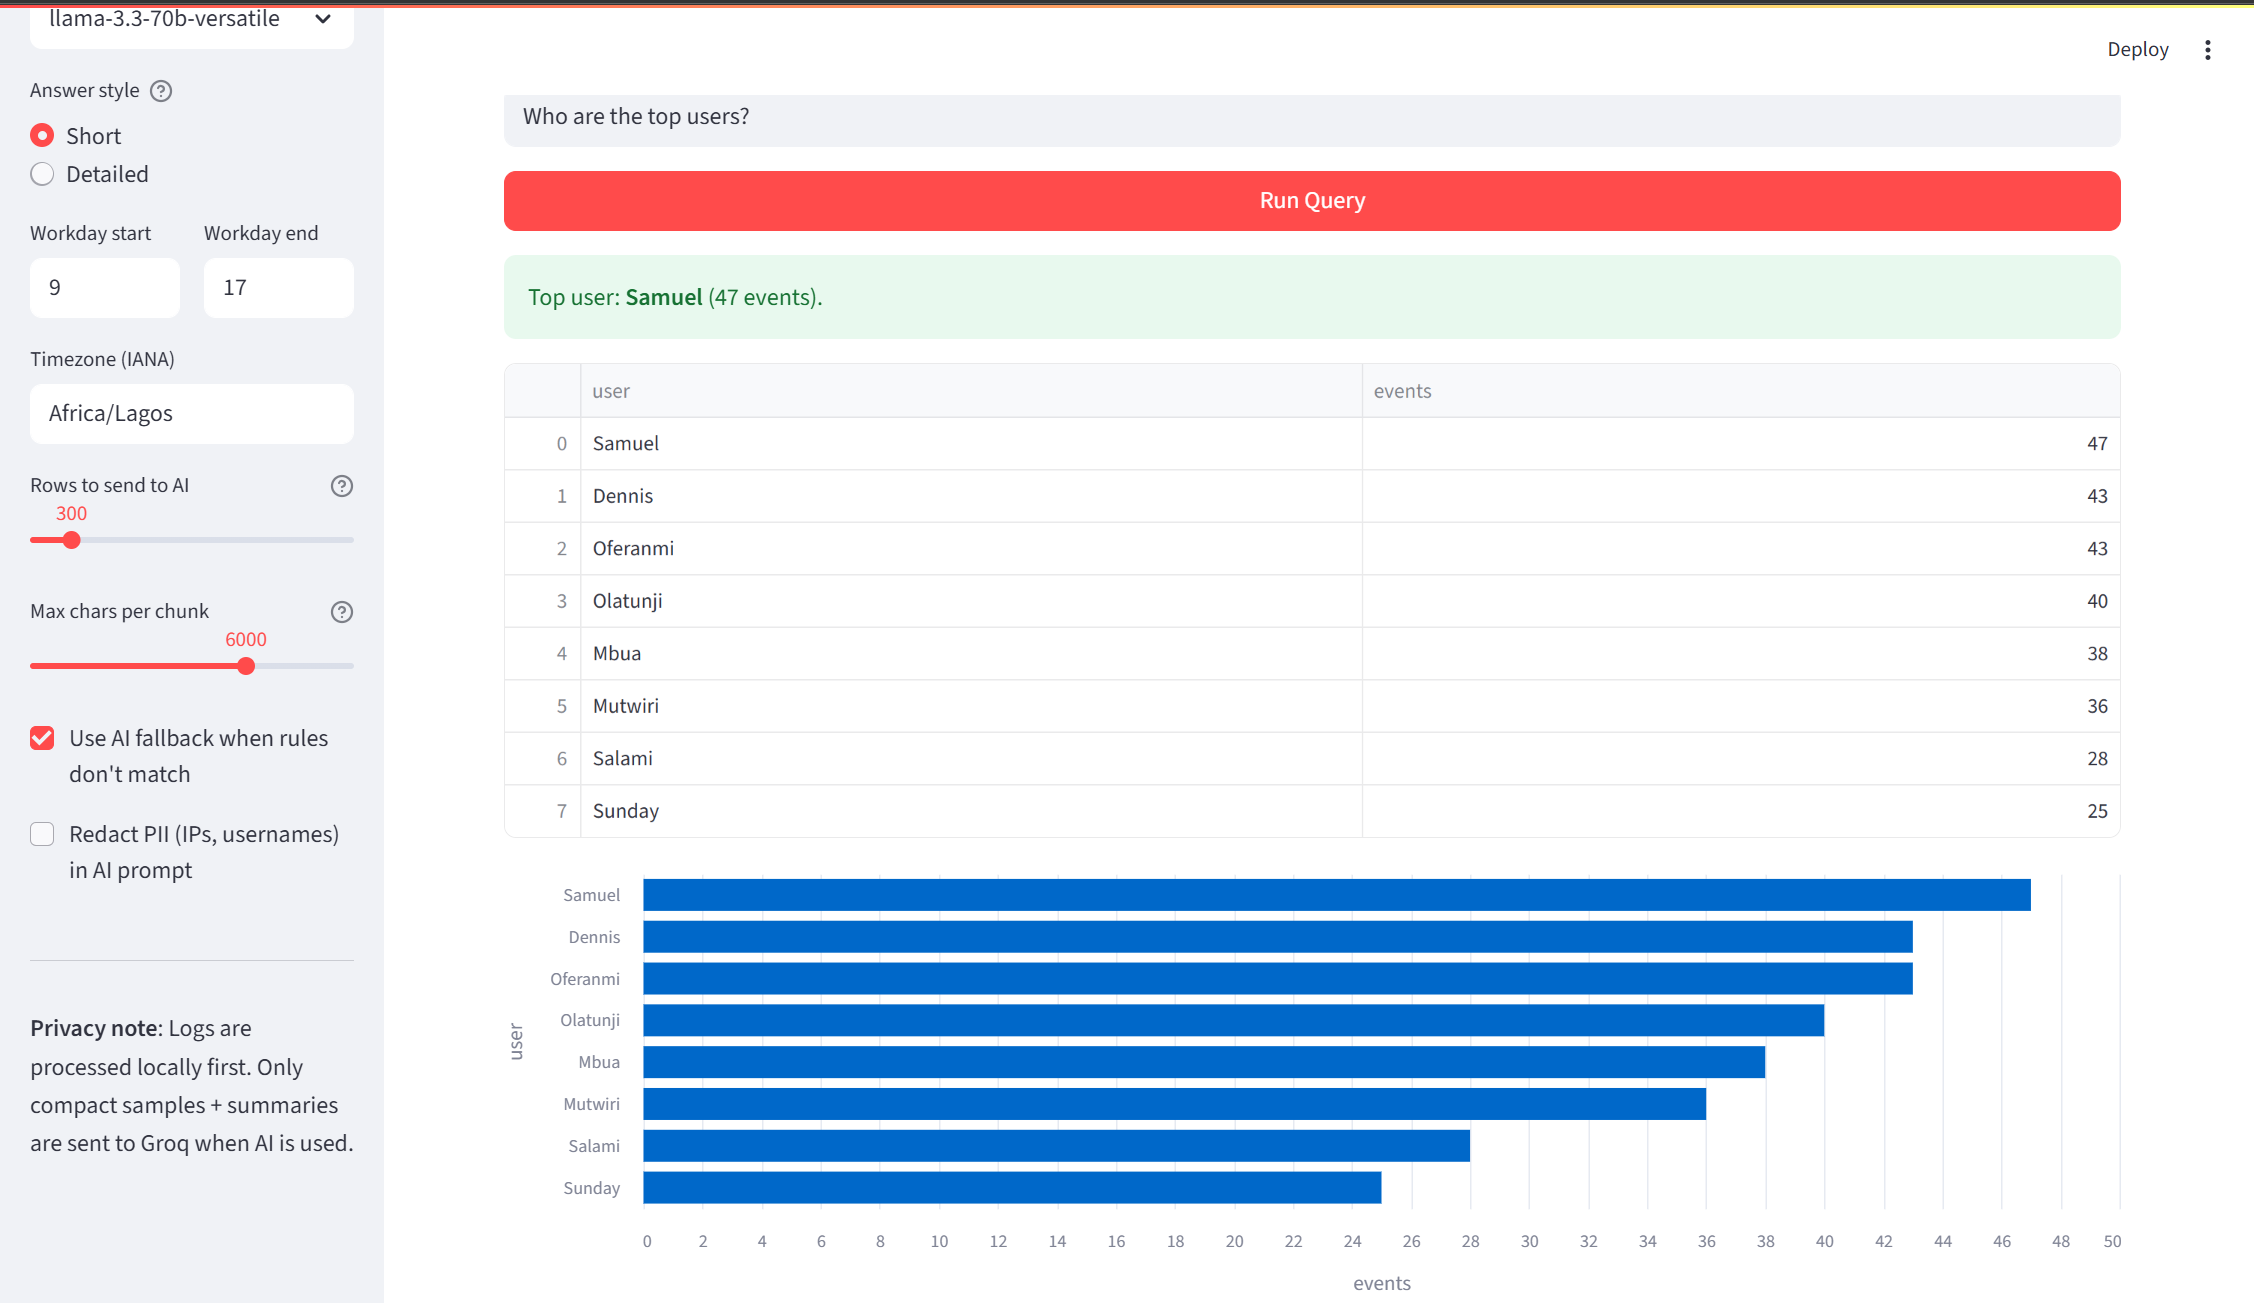 llama-3.3-70b-versatile
Answer style
Short
Detailed
Workday start
Workday end
9
17
Timezone (IANA)
Africa/Lagos
Rows to send to AI
300
Max chars per chunk
6000
Use AI fallback when rules
don't match
Redact PII (IPs, usernames)
in AI prompt
Privacy note: Logs are
processed locally first. Only
compact samples + summaries
are sent to Groq when AI is used.
Deploy
Who are the top users?
Run Query
Top user: Samuel (47 events).
user events
0 Samuel 47
1 Dennis 43
2 Oferanmi 43
3 Olatunji 40
4 Mbua 38
5 Mutwiri 36
6 Salami 28
7 Sunday 25
user
Samuel
Dennis
Oferanmi
Olatunji
Mbua
Mutwiri
Salami
Sunday
0 2 4 6 8 10 12 14 16 18 20 22 24 26 28 30 32 34 36 38 40 42 44 46 48 50
events